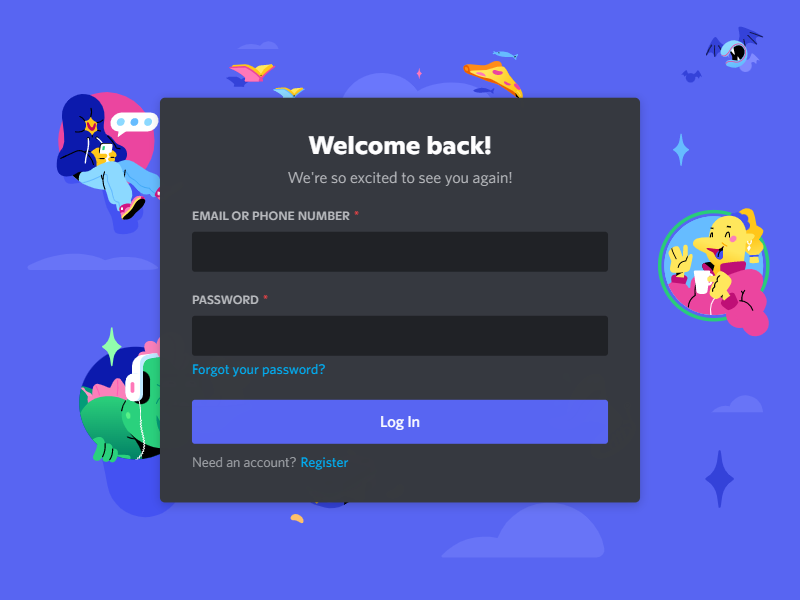 Welcome back!
We're so excited to see you again!
EMAIL OR PHONE NUMBER *
PASSWORD *
Forgot your password?
Log In
Need an account? Register